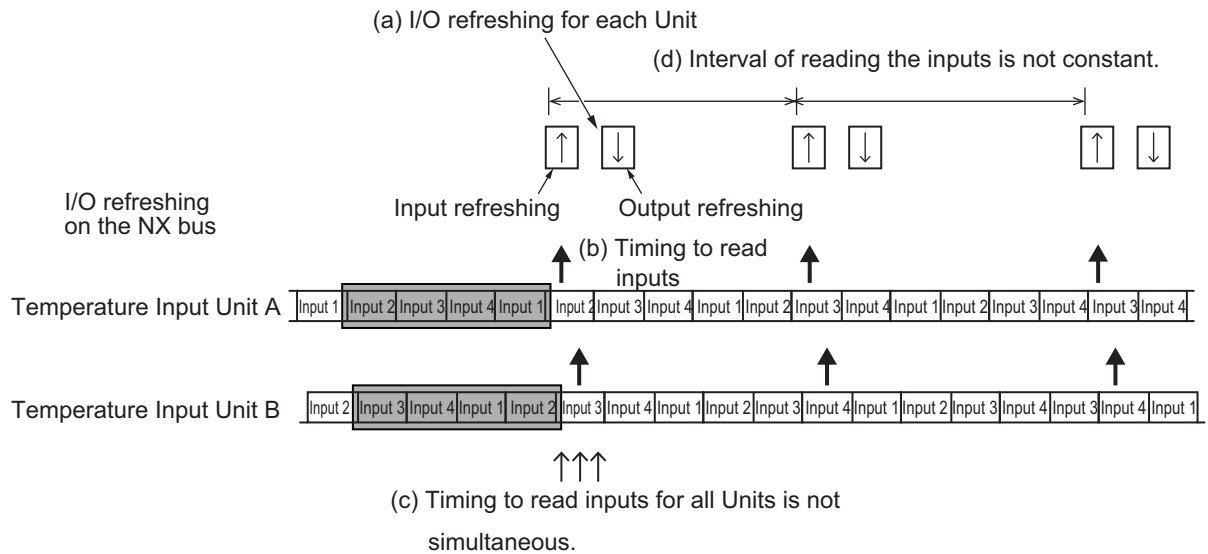 (a) I/O refreshing for each Unit
(d) Interval of reading the inputs is not constant.
I/O refreshing
on the NX bus
Input refreshing
Output refreshing
(b) Timing to read
inputs
Temperature Input Unit A
Input 1 Input 2 Input 3 Input 4 Input 1 Input 2 Input 3 Input 4 Input 1 Input 2 Input 3 Input 4 Input 1 Input 2 Input 3 Input 4 Input 3 Input 4
Temperature Input Unit B
Input 2 Input 3 Input 4 Input 1 Input 2 Input 3 Input 4 Input 1 Input 2 Input 3 Input 4 Input 1 Input 2 Input 3 Input 4 Input 3 Input 4 Input 1
(c) Timing to read inputs for all Units is not
simultaneous.